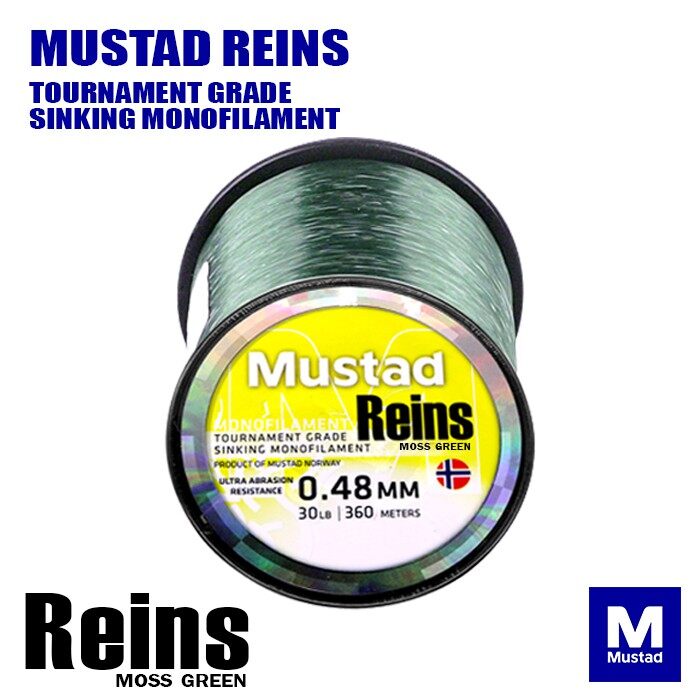 MUSTAD REINS
TOURNAMENT GRADE
SINKING MONOFILAMENT
Mustad
MONOFILAMENT
Reins
MOSS GREEN
TOURNAMENT GRADE
SINKING MONOFILAMENT
PRODUCT OF MUSTAD NORWAY
ULTRA ABRASION
RESISTANCE
0.48 MM
30LB | 360 METERS
Reins
MOSS GREEN
M
Mustad